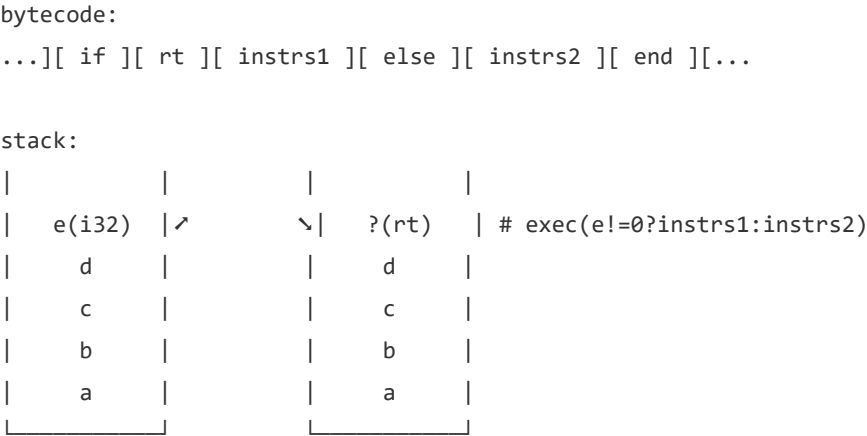 bytecode:
...][ if ][ rt ][ instrs1 ][ else ][ instrs2 ][ end ][...
stack:
|           |          |           |
|   e(i32)  |➚        ➘|   ?(rt)   | # exec(e!=0?instrs1:instrs2)
|     d     |          |     d     |
|     c     |          |     c     |
|     b     |          |     b     |
|     a     |          |     a     |
└───────────┘          └───────────┘